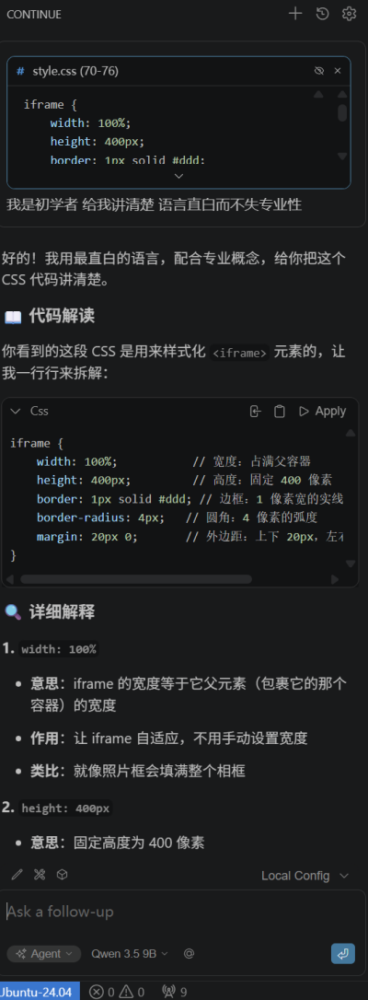 CONTINUE
# style.css (70-76)
iframe {
width: 100%;
height: 400px;
border: 1px solid #ddd;
我是初学者 给我讲清楚 语言直白而不失专业性
好的！我用最直白的语言，配合专业概念，给你把这个
CSS 代码讲清楚。
📖 代码解读
你看到的这段 CSS 是用来样式化 <iframe> 元素的，让
我一行行来拆解：
Css Apply
iframe {
width: 100%; // 宽度：占满父容器
height: 400px; // 高度：固定 400 像素
border: 1px solid #ddd; // 边框：1 像素宽的实线
border-radius: 4px; // 圆角：4 像素的弧度
margin: 20px 0; // 外边距：上下 20px，左右
}
🔍 详细解释
1. width: 100%
• 意思：iframe 的宽度等于它父元素（包裹它的那个
容器）的宽度
• 作用：让 iframe 自适应，不用手动设置宽度
• 类比：就像照片框会填满整个相框
2. height: 400px
• 意思：固定高度为 400 像素
Local Config
Ask a follow-up
Agent Qwen 3.5 9B @
Ubuntu-24.04 0 0 9